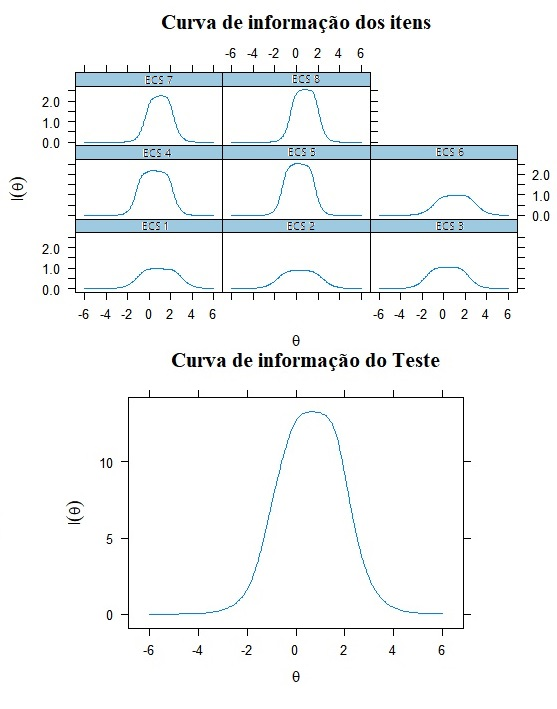 Curva de informação dos itens
-6 -4 -2 0 2 4 6
ECS 7 ECS 8
2.0
1.0
0.0
ECS 4 ECS 5 ECS 6
2.0
1.0
0.0
I(θ)
ECS 1 ECS 2 ECS 3
2.0
1.0
0.0
-6 -4 -2 0 2 4 6 -6 -4 -2 0 2 4 6
θ
Curva de informação do Teste
10
5
0
I(θ)
-6 -4 -2 0 2 4 6
θ